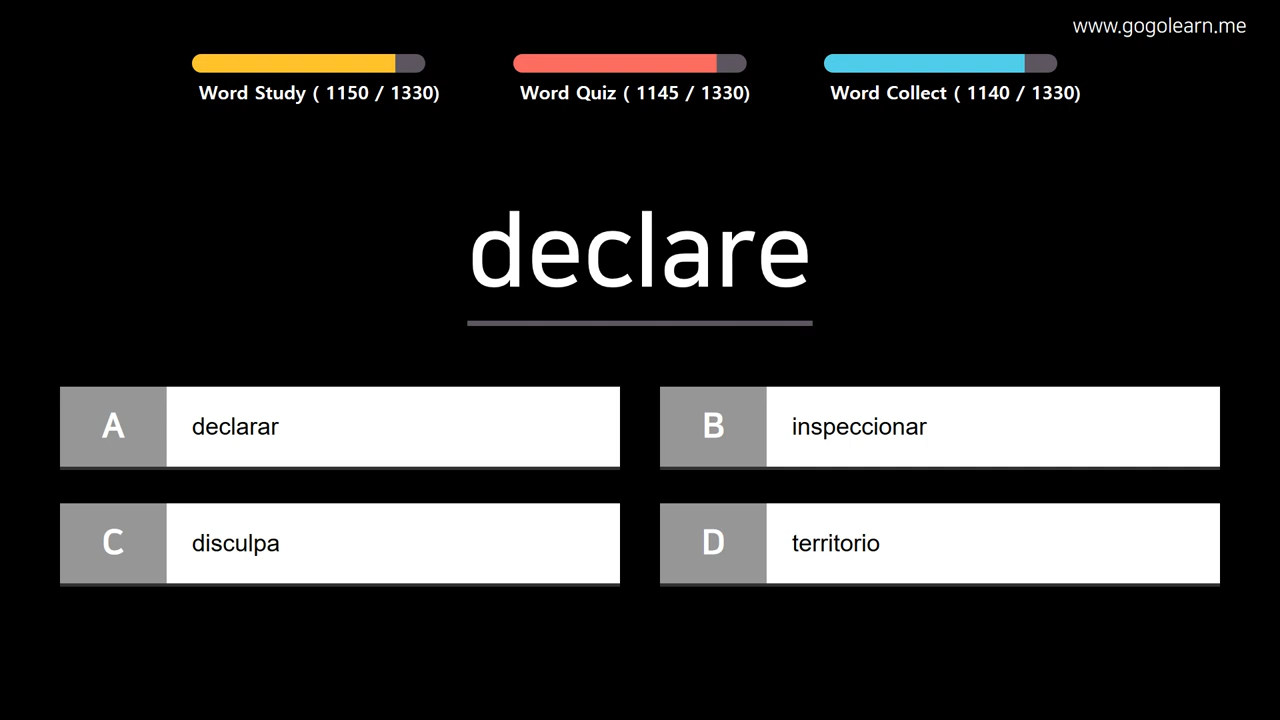 www.gogolearn.me
Word Study ( 1150 / 1330)
Word Quiz ( 1145 / 1330)
Word Collect ( 1140 / 1330)
declare
A declarar
B inspeccionar
C disculpa
D territorio